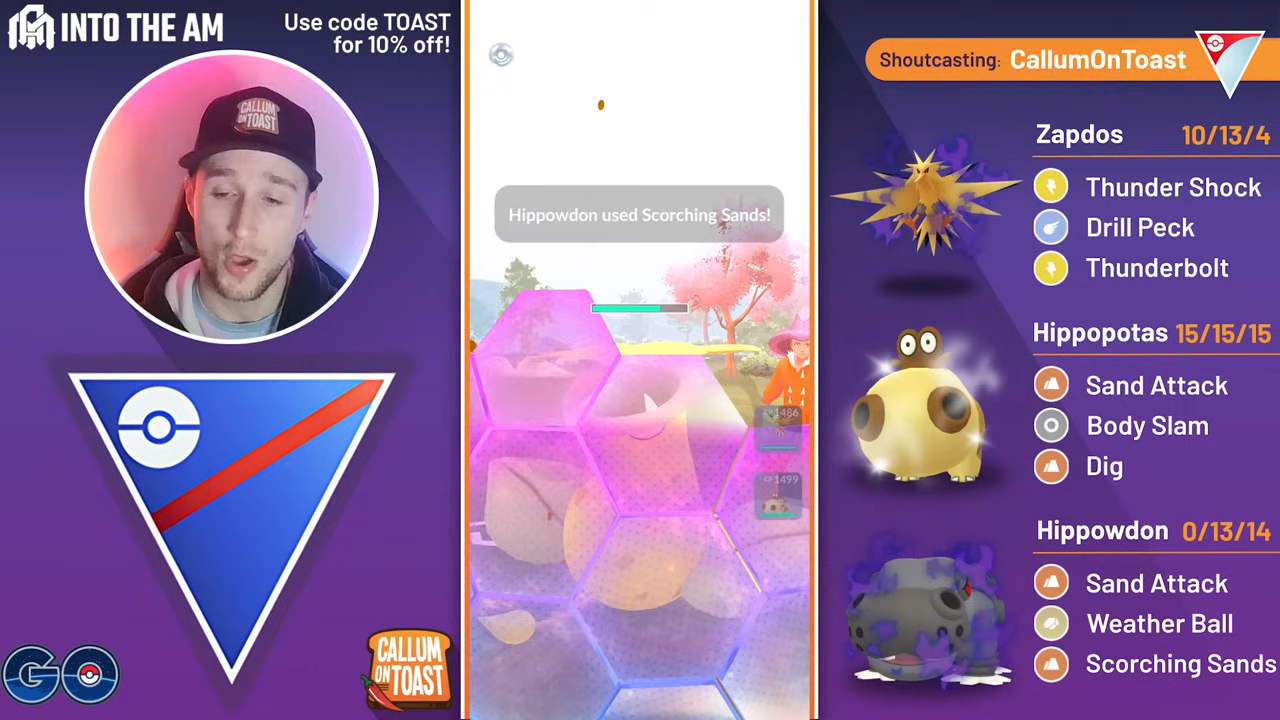 INTO THE AM
Use code TOAST
for 10% off!
CALLUM
ON
TOAST
GO
CALLUM
ON
TOAST
Hippowdon used Scorching Sands!
CP1486
CP1499
Shoutcasting: CallumOnToast
Zapdos 10/13/4
Thunder Shock
Drill Peck
Thunderbolt
Hippopotas 15/15/15
Sand Attack
Body Slam
Dig
Hippowdon 0/13/14
Sand Attack
Weather Ball
Scorching Sands